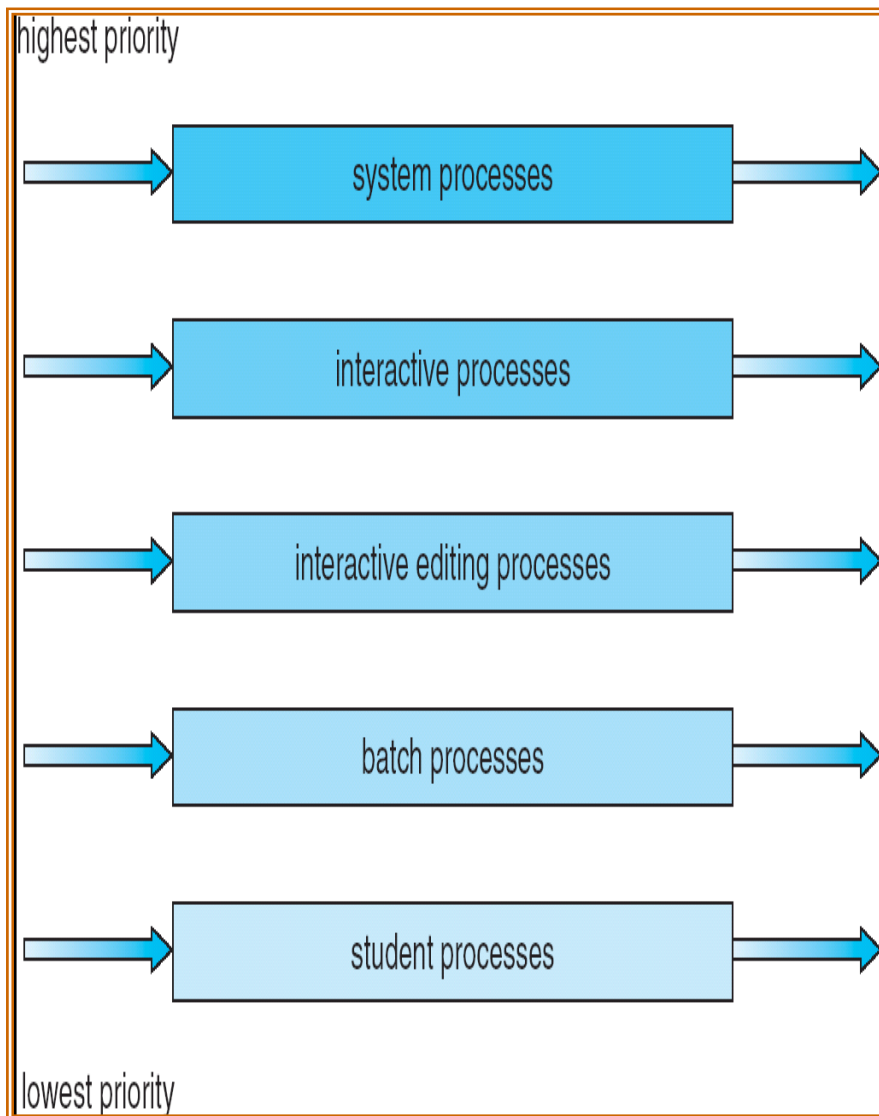 highest priority
system processes
interactive processes
interactive editing processes
batch processes
student processes
lowest priority